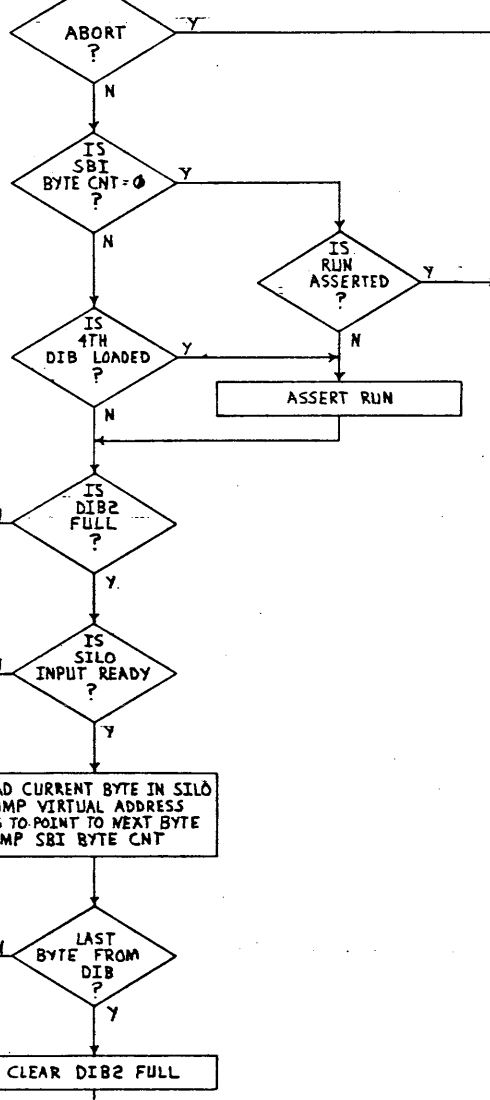 ABORT
?
Y
N
IS
SBI
BYTE CNT = 0
?
Y
N
IS
RUN
ASSERTED
?
Y
N
IS
4TH
DIB LOADED
?
Y
N
ASSERT RUN
IS
DIB2
FULL
?
Y
IS
SILO
INPUT READY
?
Y
CURRENT BYTE IN SILO
VIRTUAL ADDRESS
TO POINT TO NEXT BYTE
SBI BYTE CNT
LAST
BYTE FROM
DIB
?
Y
CLEAR DIB2 FULL